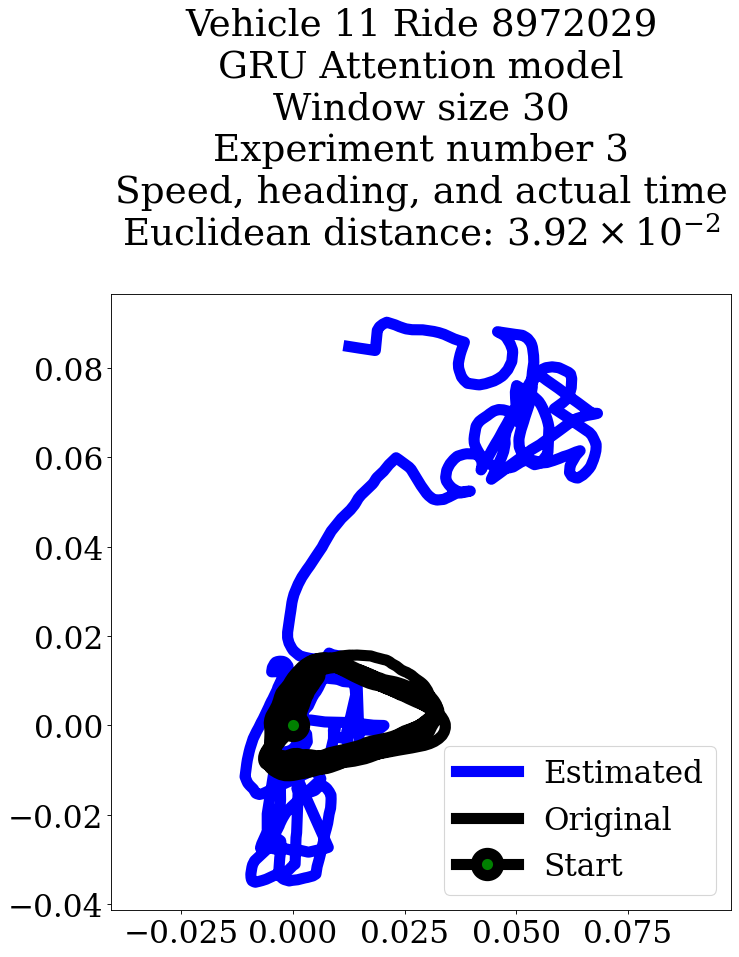 Vehicle 11 Ride 8972029
GRU Attention model
Window size 30
Experiment number 3
Speed, heading, and actual time
Euclidean distance: 3.92 × 10⁻²
0.08
0.06
0.04
0.02
0.00
−0.02
−0.04
Estimated
Original
Start
−0.025 0.000 0.025 0.050 0.075